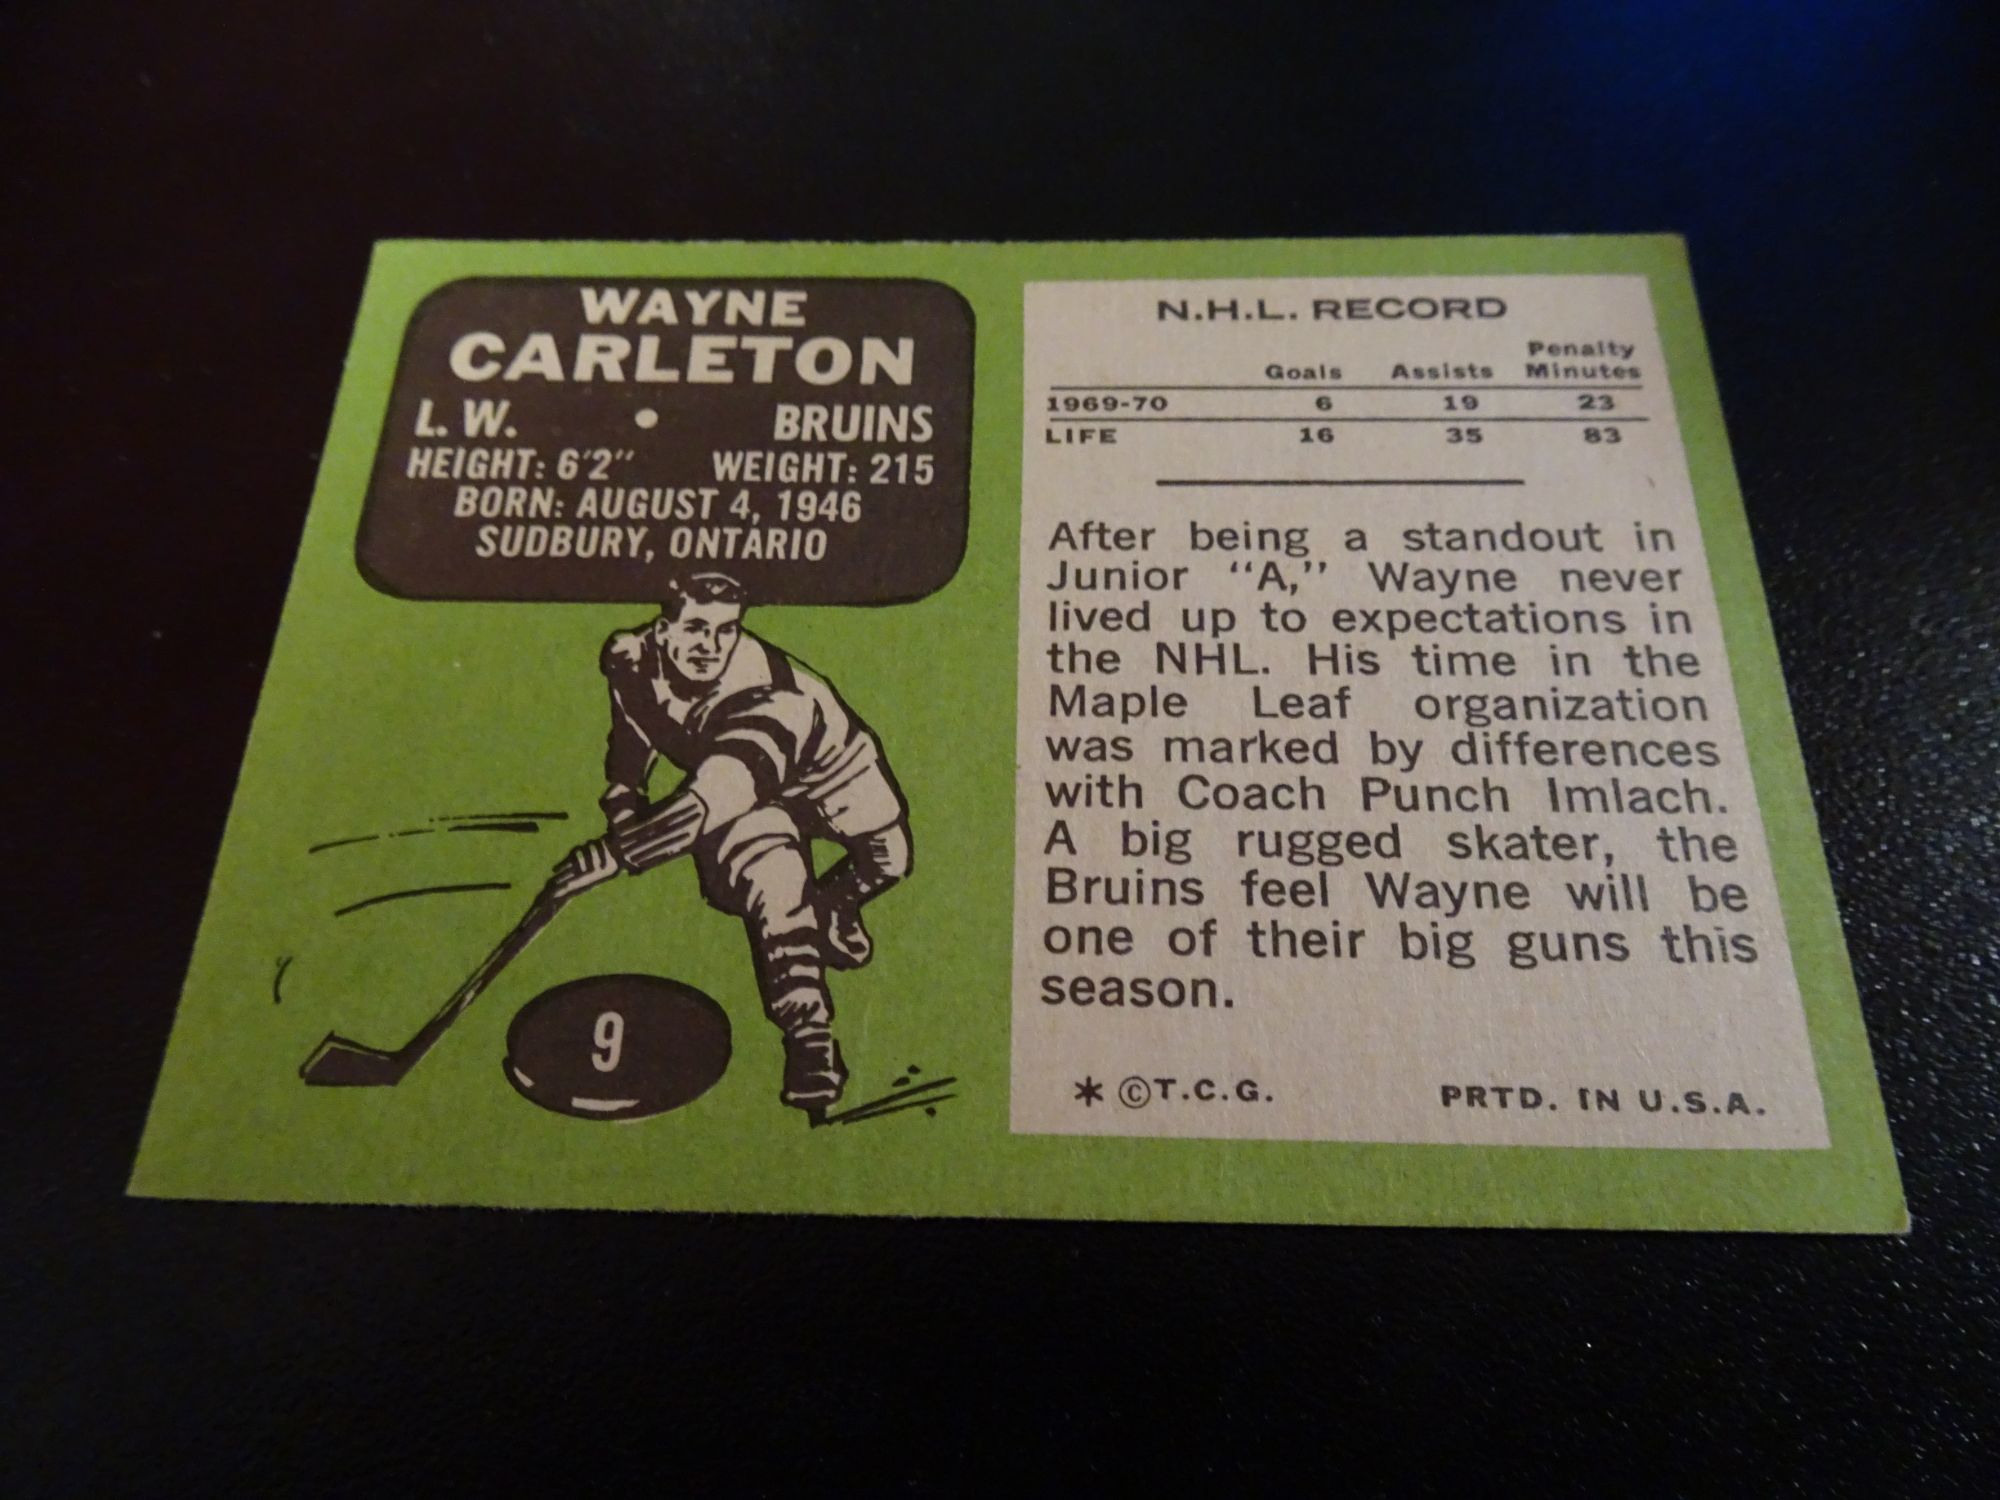 WAYNE
CARLETON
L. W. • BRUINS
HEIGHT: 6'2" WEIGHT: 215
BORN: AUGUST 4, 1946
SUDBURY, ONTARIO
9
N.H.L. RECORD
Goals Assists Penalty Minutes
1969-70 6 19 23
LIFE 16 35 83
After being a standout in
Junior "A," Wayne never
lived up to expectations in
the NHL. His time in the
Maple Leaf organization
was marked by differences
with Coach Punch Imlach.
A big rugged skater, the
Bruins feel Wayne will be
one of their big guns this
season.
* ©T.C.G. PRTD. IN U.S.A.